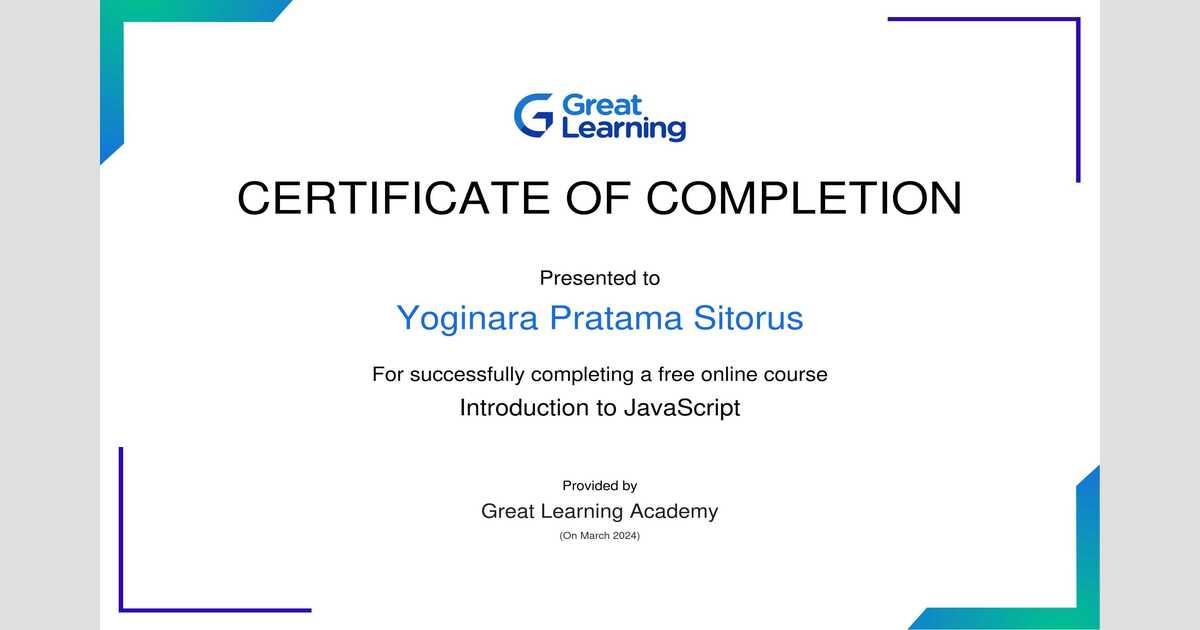 Great
Learning
CERTIFICATE OF COMPLETION
Presented to
Yoginara Pratama Sitorus
For successfully completing a free online course
Introduction to JavaScript
Provided by
Great Learning Academy
(On March 2024)